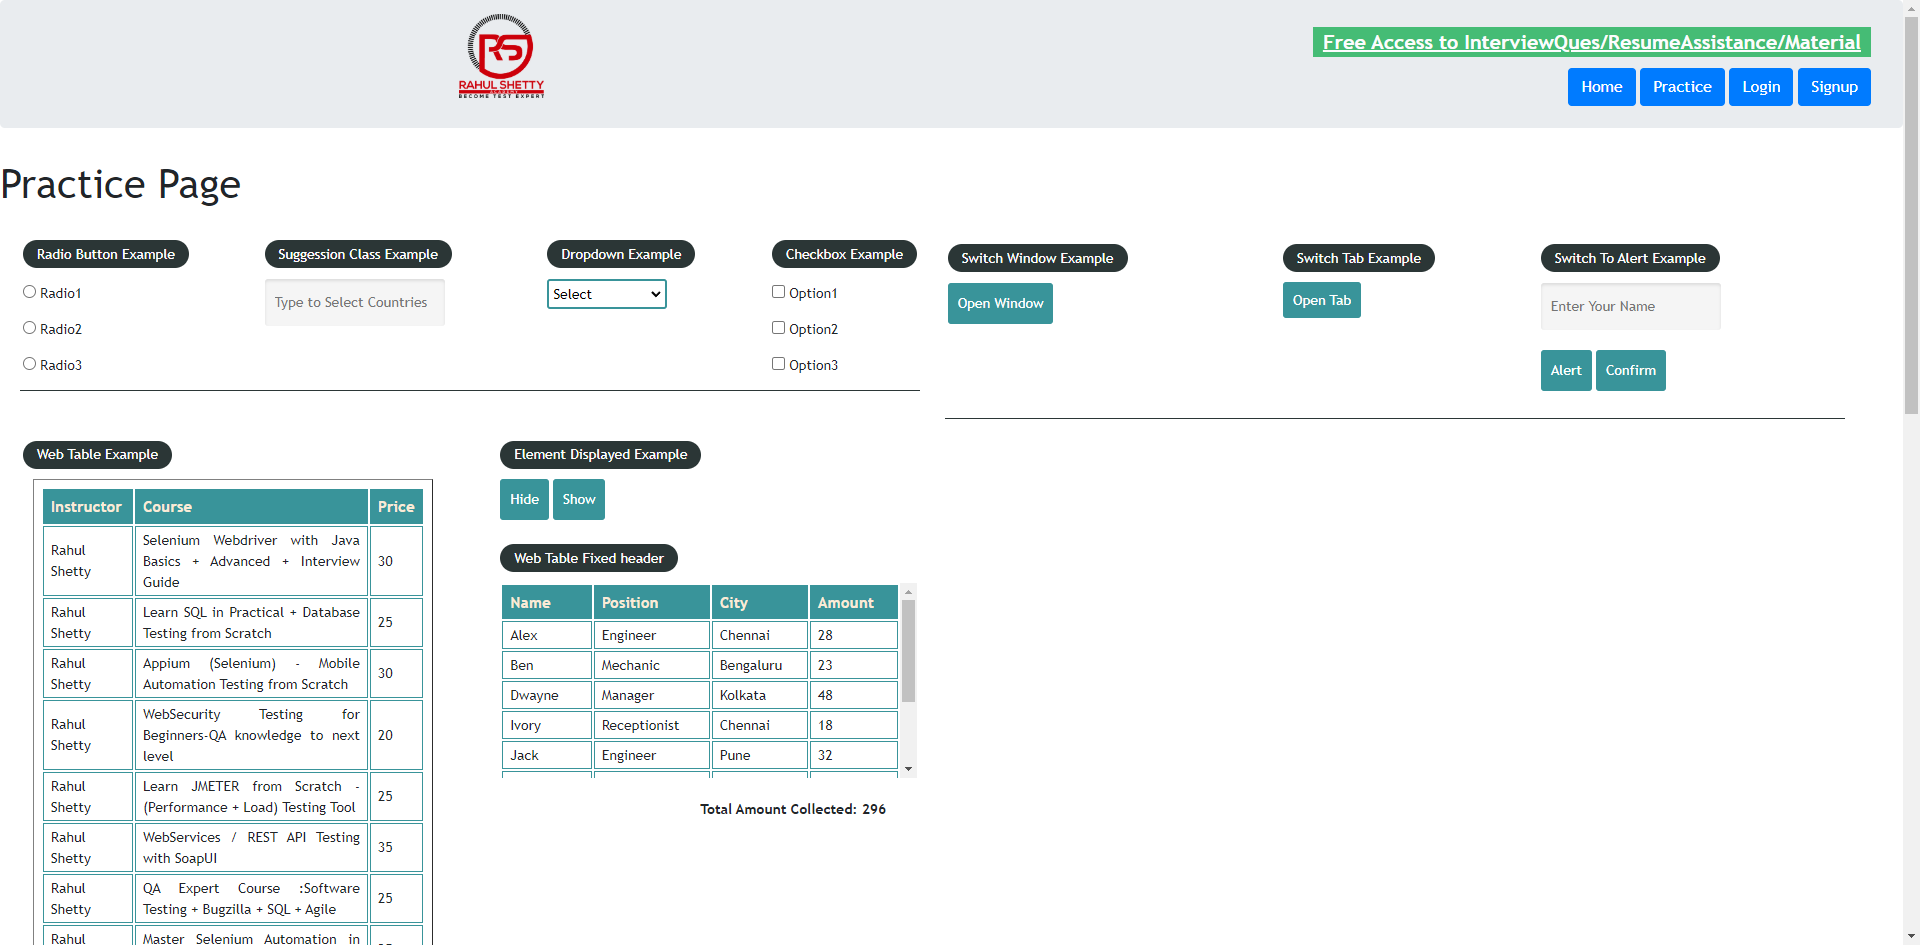 RS
RAHUL SHETTY
ACADEMY
BECOME TEST EXPERT
Free Access to InterviewQues/ResumeAssistance/Material
Home Practice Login Signup
Practice Page
Radio Button Example
Radio1
Radio2
Radio3
Suggession Class Example
Type to Select Countries
Dropdown Example
Select
Checkbox Example
Option1
Option2
Option3
Switch Window Example
Open Window
Switch Tab Example
Open Tab
Switch To Alert Example
Enter Your Name
Alert Confirm
Web Table Example
Instructor Course Price
Rahul Shetty Selenium Webdriver with Java Basics + Advanced + Interview Guide 30
Rahul Shetty Learn SQL in Practical + Database Testing from Scratch 25
Rahul Shetty Appium (Selenium) - Mobile Automation Testing from Scratch 30
Rahul Shetty WebSecurity Testing for Beginners-QA knowledge to next level 20
Rahul Shetty Learn JMETER from Scratch - (Performance + Load) Testing Tool 25
Rahul Shetty WebServices / REST API Testing with SoapUI 35
Rahul Shetty QA Expert Course :Software Testing + Bugzilla + SQL + Agile 25
Rahul Master Selenium Automation in
Element Displayed Example
Hide Show
Web Table Fixed header
Name Position City Amount
Alex Engineer Chennai 28
Ben Mechanic Bengaluru 23
Dwayne Manager Kolkata 48
Ivory Receptionist Chennai 18
Jack Engineer Pune 32
Total Amount Collected: 296